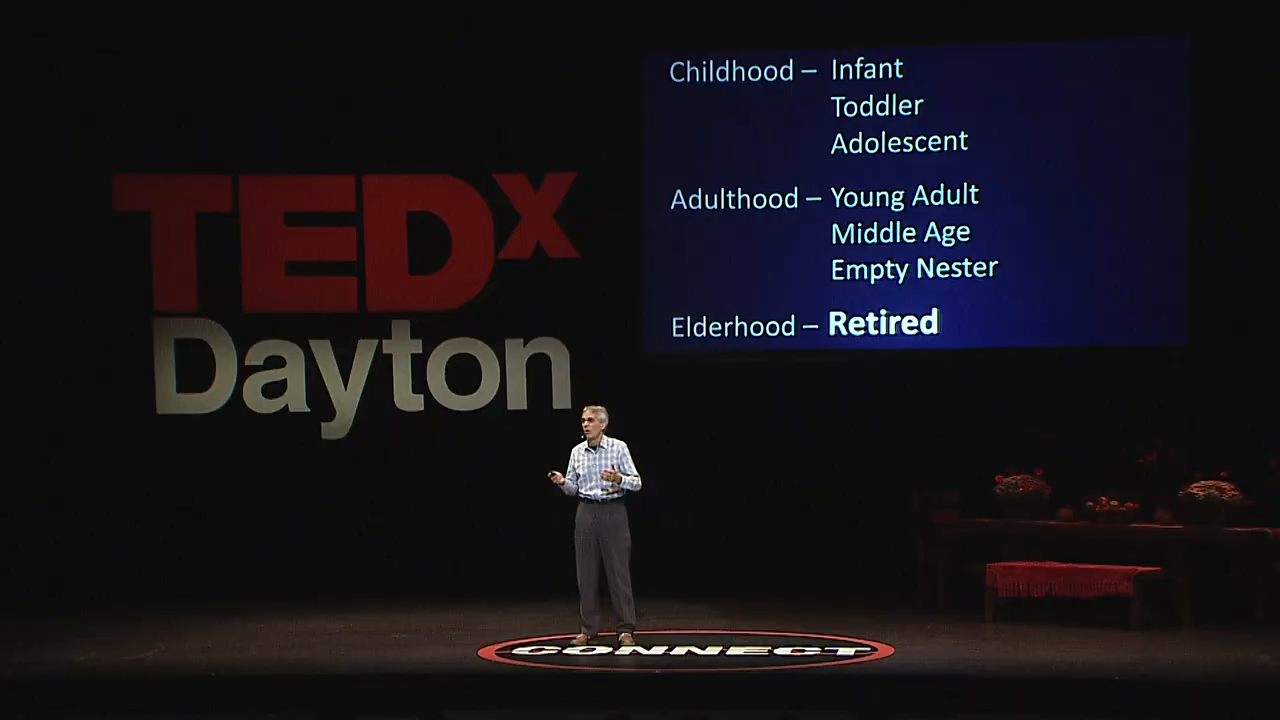 TEDx
Dayton
Childhood – Infant
Toddler
Adolescent
Adulthood – Young Adult
Middle Age
Empty Nester
Elderhood – Retired
CONNECT